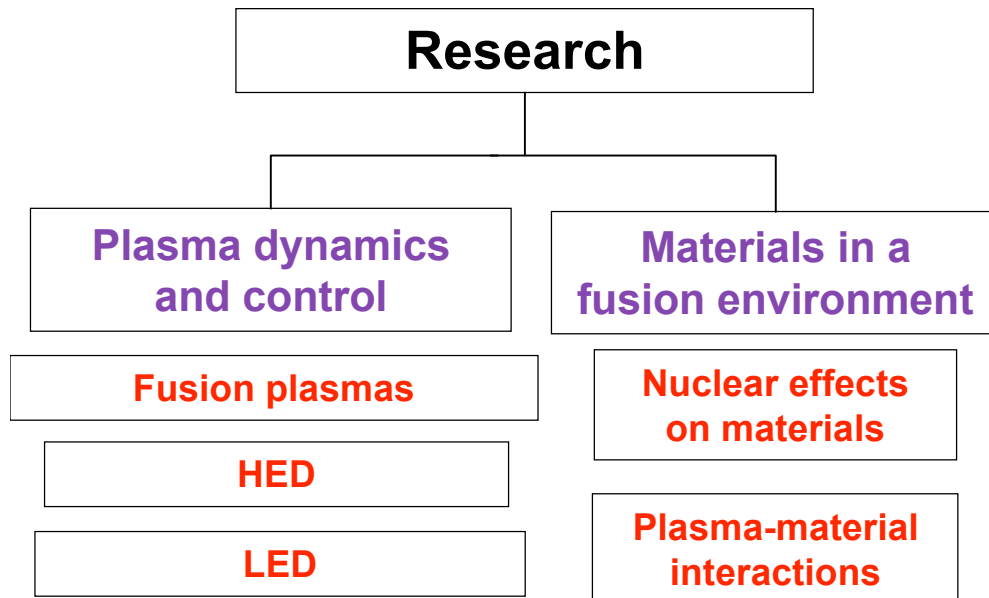 Research
Plasma dynamics
and control
Fusion plasmas
HED
LED
Materials in a
fusion environment
Nuclear effects
on materials
Plasma-material
interactions